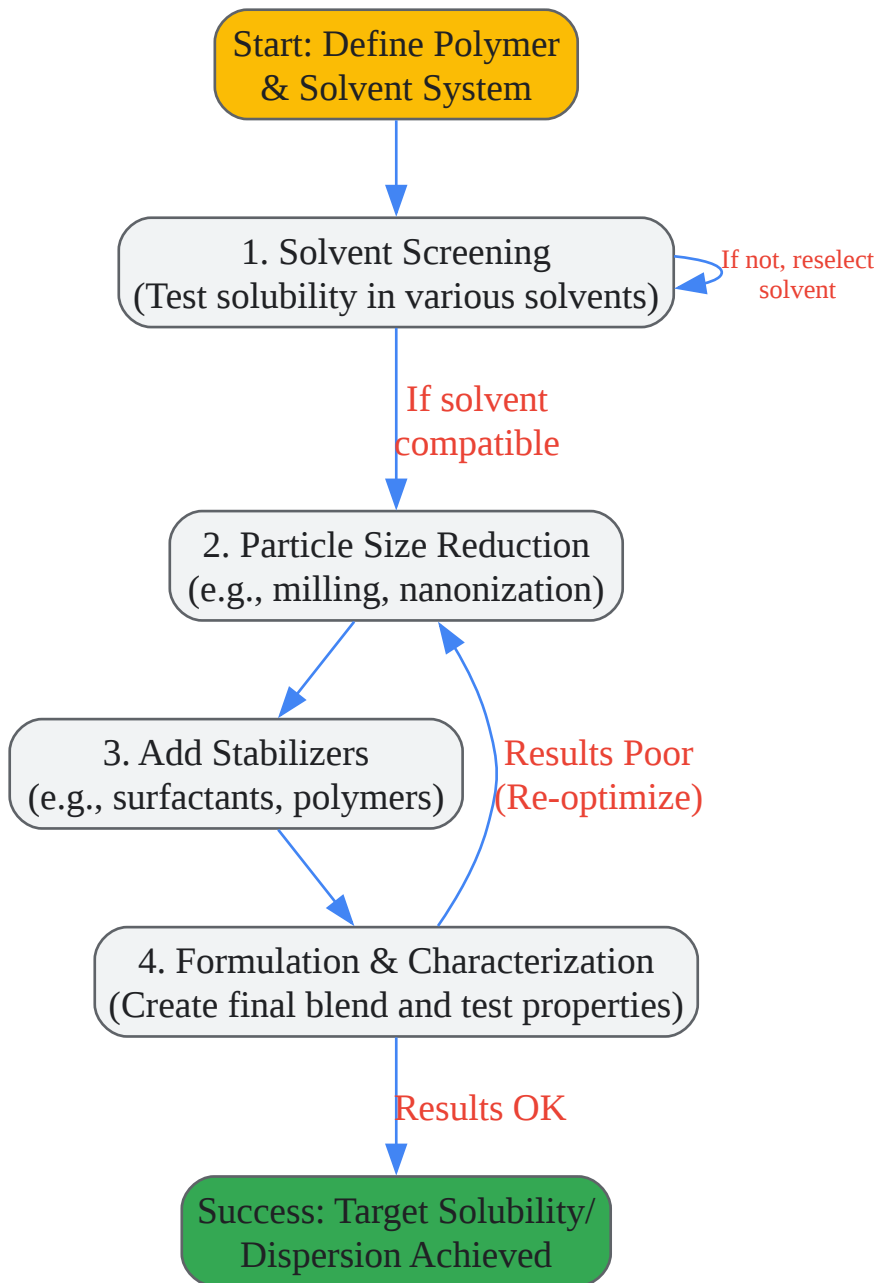 Start: Define Polymer
& Solvent System
1. Solvent Screening
(Test solubility in various solvents)
If not, reselect
solvent
If solvent
compatible
2. Particle Size Reduction
(e.g., milling, nanonization)
3. Add Stabilizers
(e.g., surfactants, polymers)
Results Poor
(Re-optimize)
4. Formulation & Characterization
(Create final blend and test properties)
Results OK
Success: Target Solubility/
Dispersion Achieved